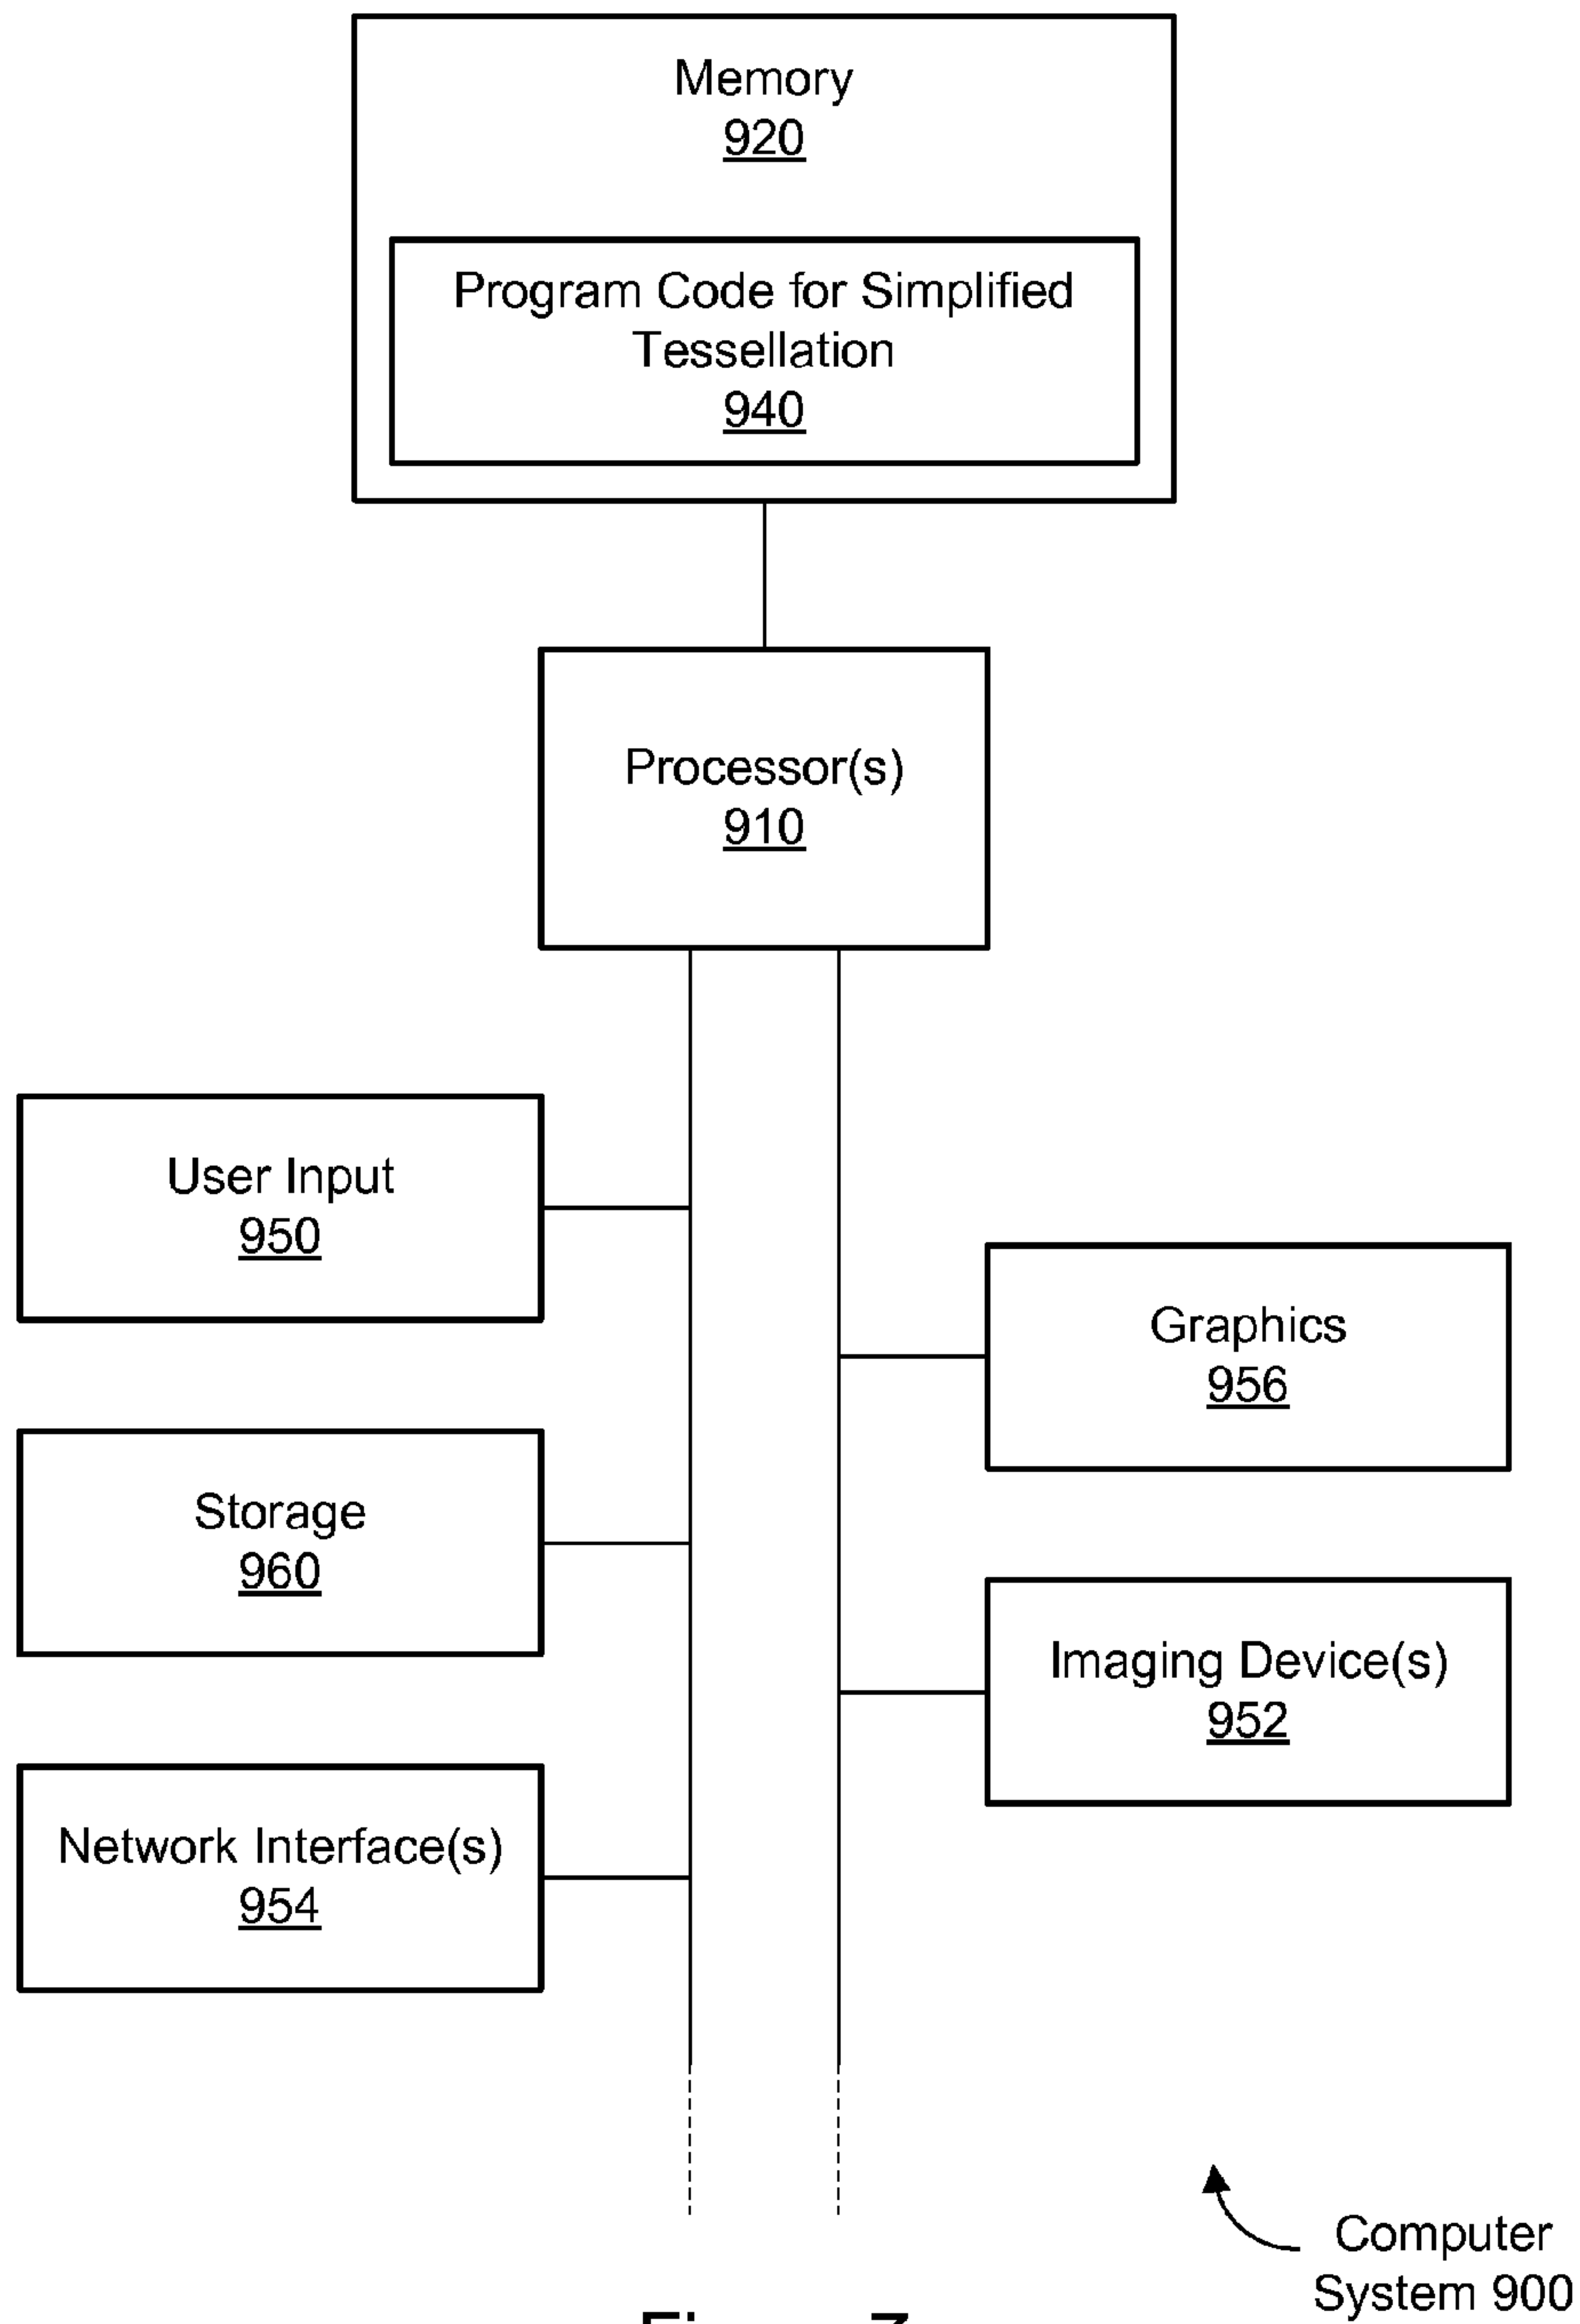 Memory
920
Program Code for Simplified
Tessellation
940
Processor(s)
910
User Input
950
Graphics
956
Storage
960
Imaging Device(s)
952
Network Interface(s)
954
Computer
System 900